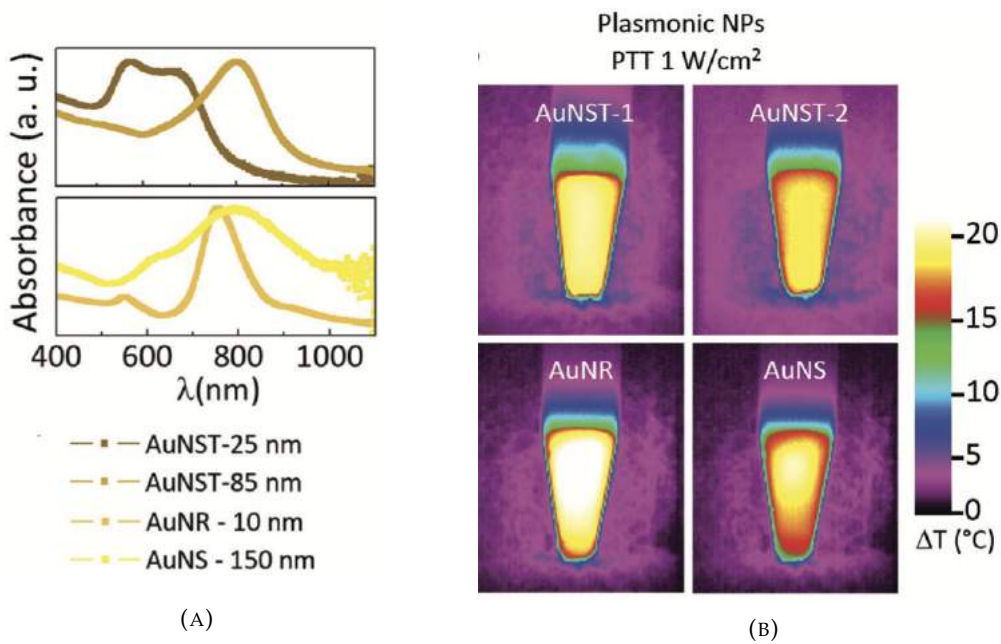 Absorbance (a. u.)
400
600
800
1000
λ(nm)
AuNST-25 nm
AuNST-85 nm
AuNR - 10 nm
AuNS - 150 nm
(A)
Plasmonic NPs
PTT 1 W/cm²
AuNST-1
AuNST-2
AuNR
AuNS
20
15
10
5
0
ΔT (°C)
(B)